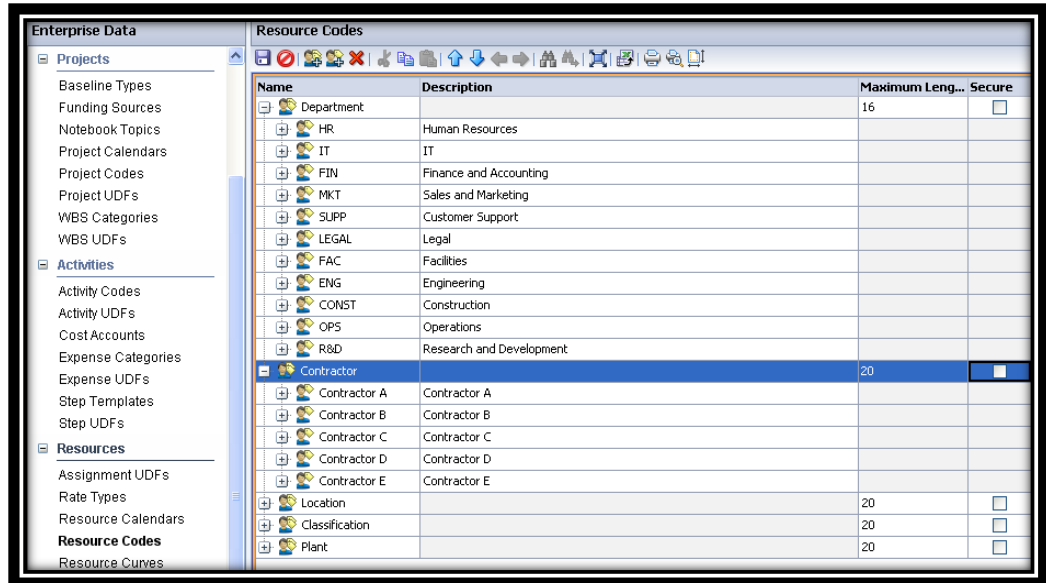 Enterprise Data
Projects
Baseline Types
Funding Sources
Notebook Topics
Project Calendars
Project Codes
Project UDFs
WBS Categories
WBS UDFs
Activities
Activity Codes
Activity UDFs
Cost Accounts
Expense Categories
Expense UDFs
Step Templates
Step UDFs
Resources
Assignment UDFs
Rate Types
Resource Calendars
Resource Codes
Resource Curves
Resource Codes
Name Description Maximum Leng... Secure
Department 16
HR Human Resources
IT IT
FIN Finance and Accounting
MKT Sales and Marketing
SUPP Customer Support
LEGAL Legal
FAC Facilities
ENG Engineering
CONST Construction
OPS Operations
R&D Research and Development
Contractor 20
Contractor A Contractor A
Contractor B Contractor B
Contractor C Contractor C
Contractor D Contractor D
Contractor E Contractor E
Location 20
Classification 20
Plant 20